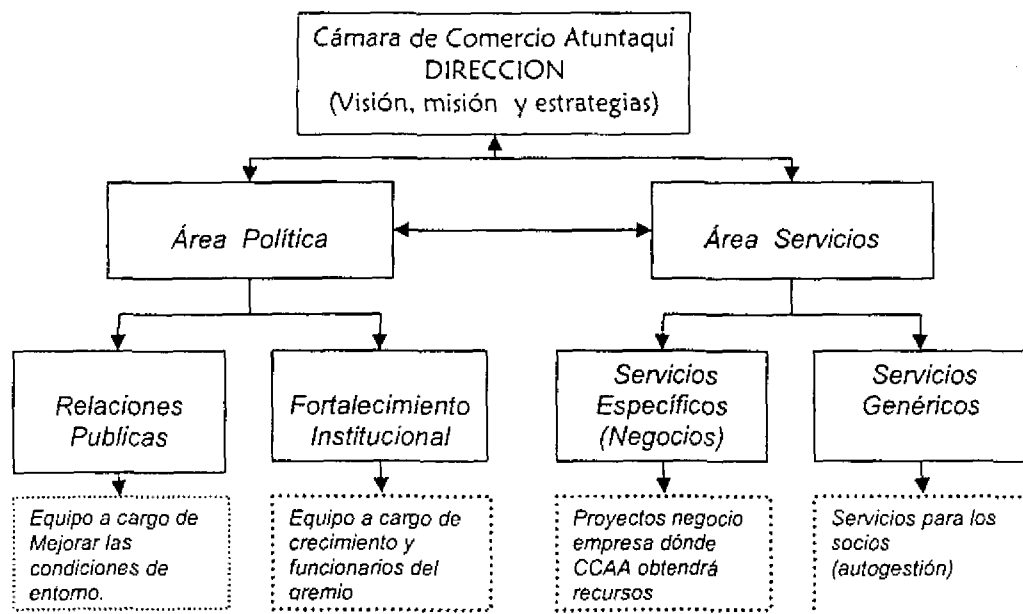 Cámara de Comercio Atuntaqui
DIRECCION
(Visión, misión y estrategias)
Área Política
Área Servicios
Relaciones
Publicas
Fortalecimiento
Institucional
Servicios
Específicos
(Negocios)
Servicios
Genéricos
Equipo a cargo de
Mejorar las
condiciones de
entorno.
Equipo a cargo de
crecimiento y
funcionarios del
gremio
Proyectos negocio
empresa dónde
CCAA obtendrá
recursos
Servicios para los
socios
(autogestión)